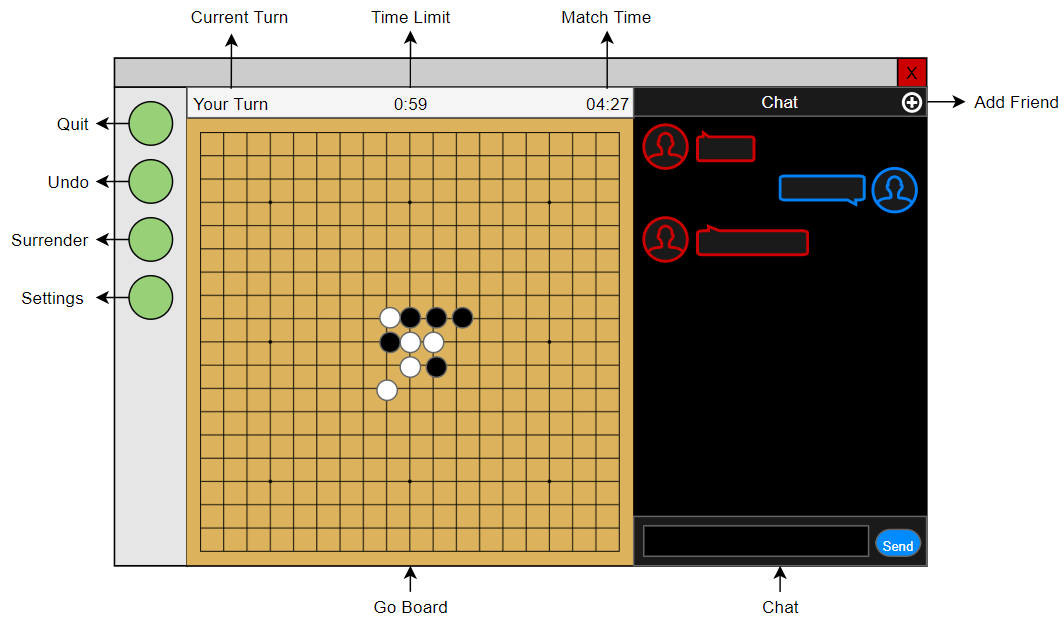 Current Turn
Time Limit
Match Time
X
Your Turn
0:59
04:27
Chat
Add Friend
Quit
Undo
Surrender
Settings
Send
Go Board
Chat